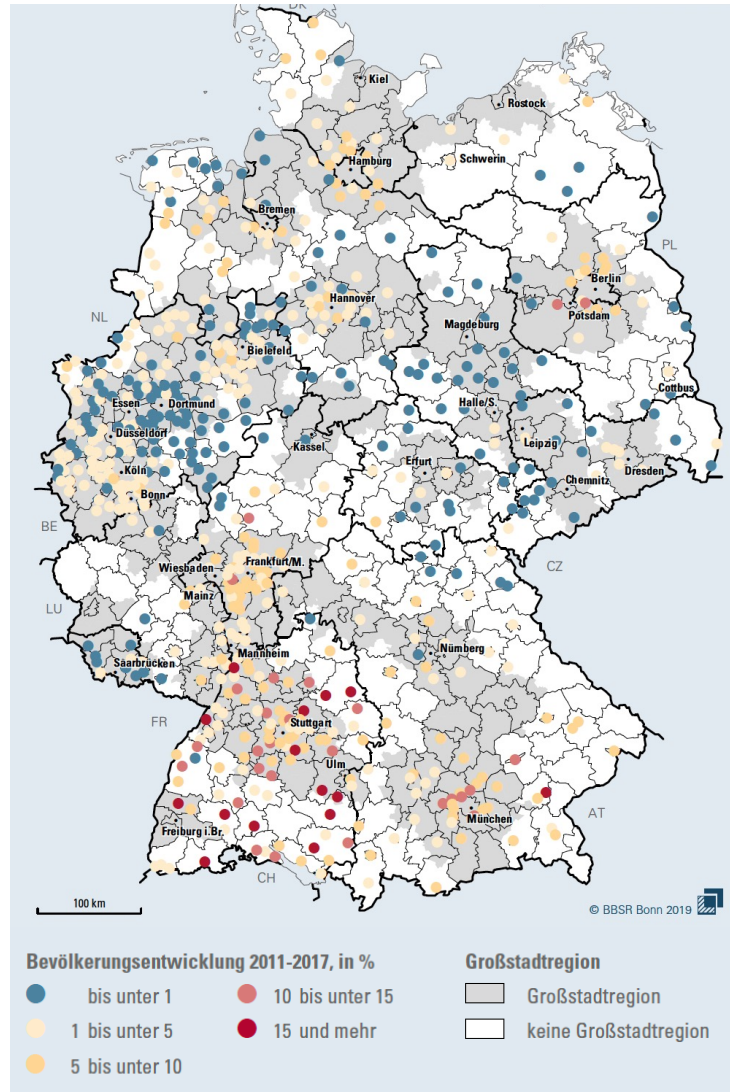 DK
Kiel
Rostock
Hamburg
Schwerin
Bremen
PL
Berlin
NL
Hannover
Potsdam
Magdeburg
Bielefeld
Essen
Dortmund
Cottbus
Halle/S.
Düsseldorf
Leipzig
Kassel
Köln
Erfurt
Dresden
Chemnitz
Bonn
BE
Wiesbaden
Frankfurt/M.
CZ
Mainz
LU
Mannheim
Nürnberg
Saarbrücken
FR
Stuttgart
Ulm
AT
München
Freiburg i.Br.
CH
100 km
© BBSR Bonn 2019
Bevölkerungsentwicklung 2011-2017, in %
Großstadtregion
bis unter 1
10 bis unter 15
Großstadtregion
1 bis unter 5
15 und mehr
keine Großstadtregion
5 bis unter 10